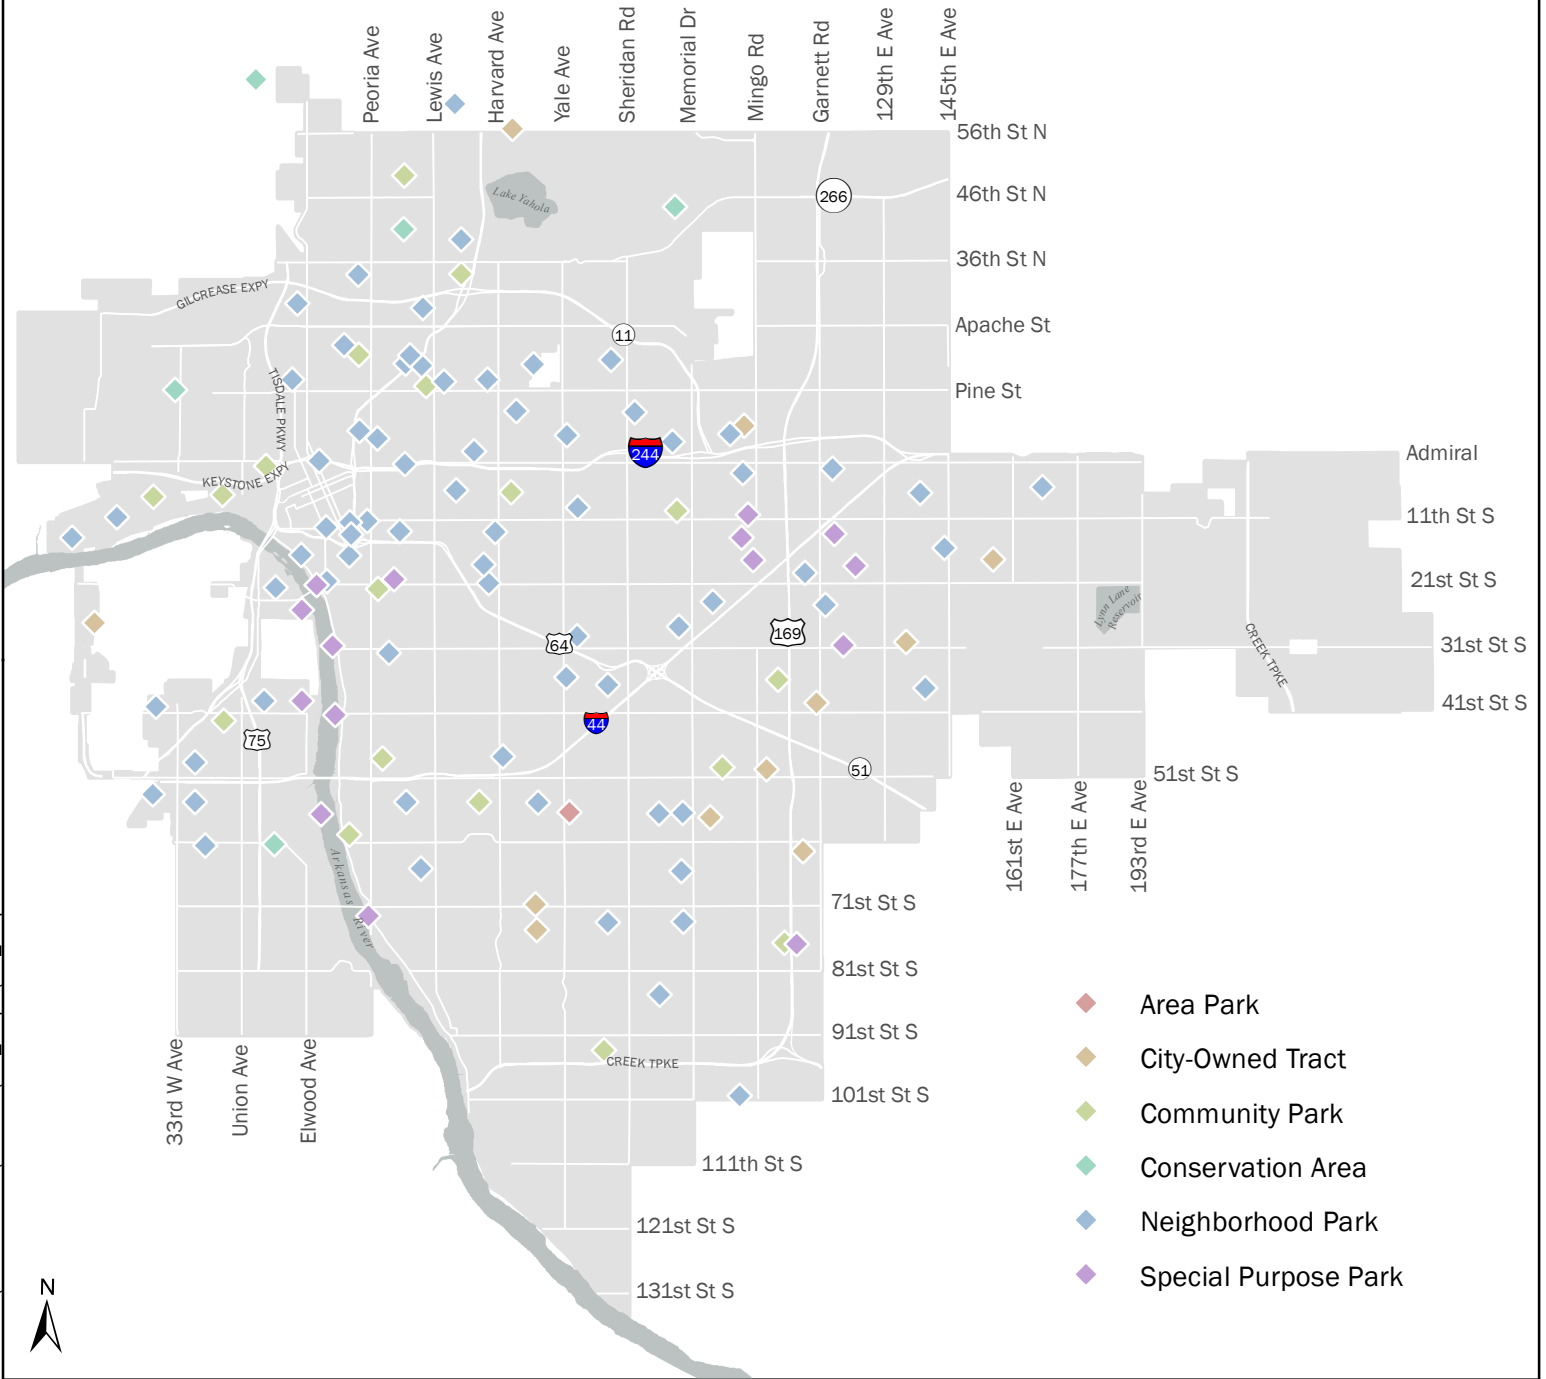 Peoria Ave
Lewis Ave
Harvard Ave
Yale Ave
Sheridan Rd
Memorial Dr
Mingo Rd
Garnett Rd
129th E Ave
145th E Ave
56th St N
46th St N
36th St N
Apache St
Pine St
Admiral
11th St S
21st St S
31st St S
41st St S
51st St S
161st E Ave
177th E Ave
193rd E Ave
71st St S
81st St S
91st St S
101st St S
111th St S
121st St S
131st St S
33rd W Ave
Union Ave
Elwood Ave
Lake Yahola
266
GILCREASE EXPY
11
TISDALE PKWY
244
KEYSTONE EXPY
Lynn Lane
Reservoir
CREEK TPKE
64
169
44
75
51
Arkansas River
CREEK TPKE
Area Park
City-Owned Tract
Community Park
Conservation Area
Neighborhood Park
Special Purpose Park
N